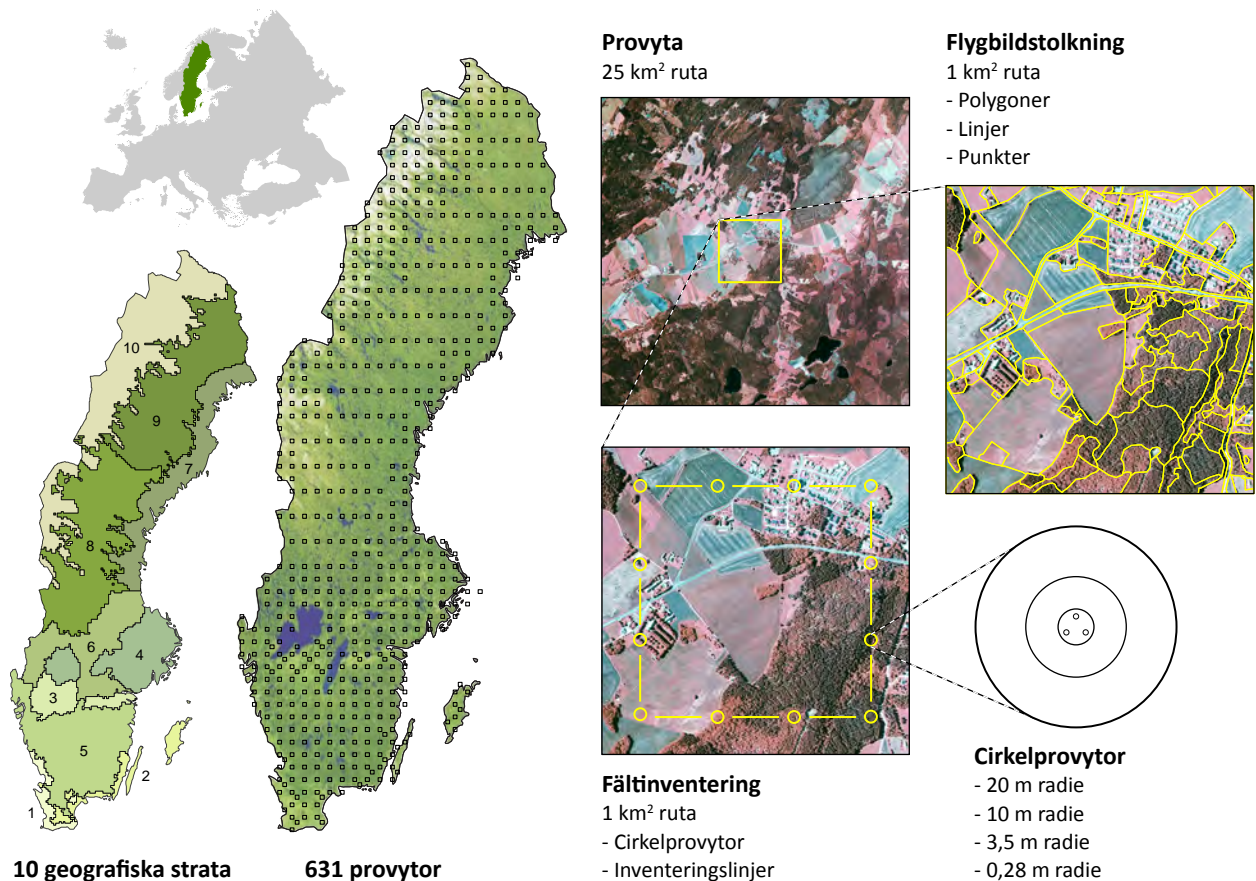 Provyta
25 km² ruta
Flygbildstolkning
1 km² ruta
- Polygoner
- Linjer
- Punkter
10
9
7
8
6
4
3
5
2
1
10 geografiska strata
631 provytor
Fältinventering
1 km² ruta
- Cirkelprovytor
- Inventeringslinjer
Cirkelprovytor
- 20 m radie
- 10 m radie
- 3,5 m radie
- 0,28 m radie